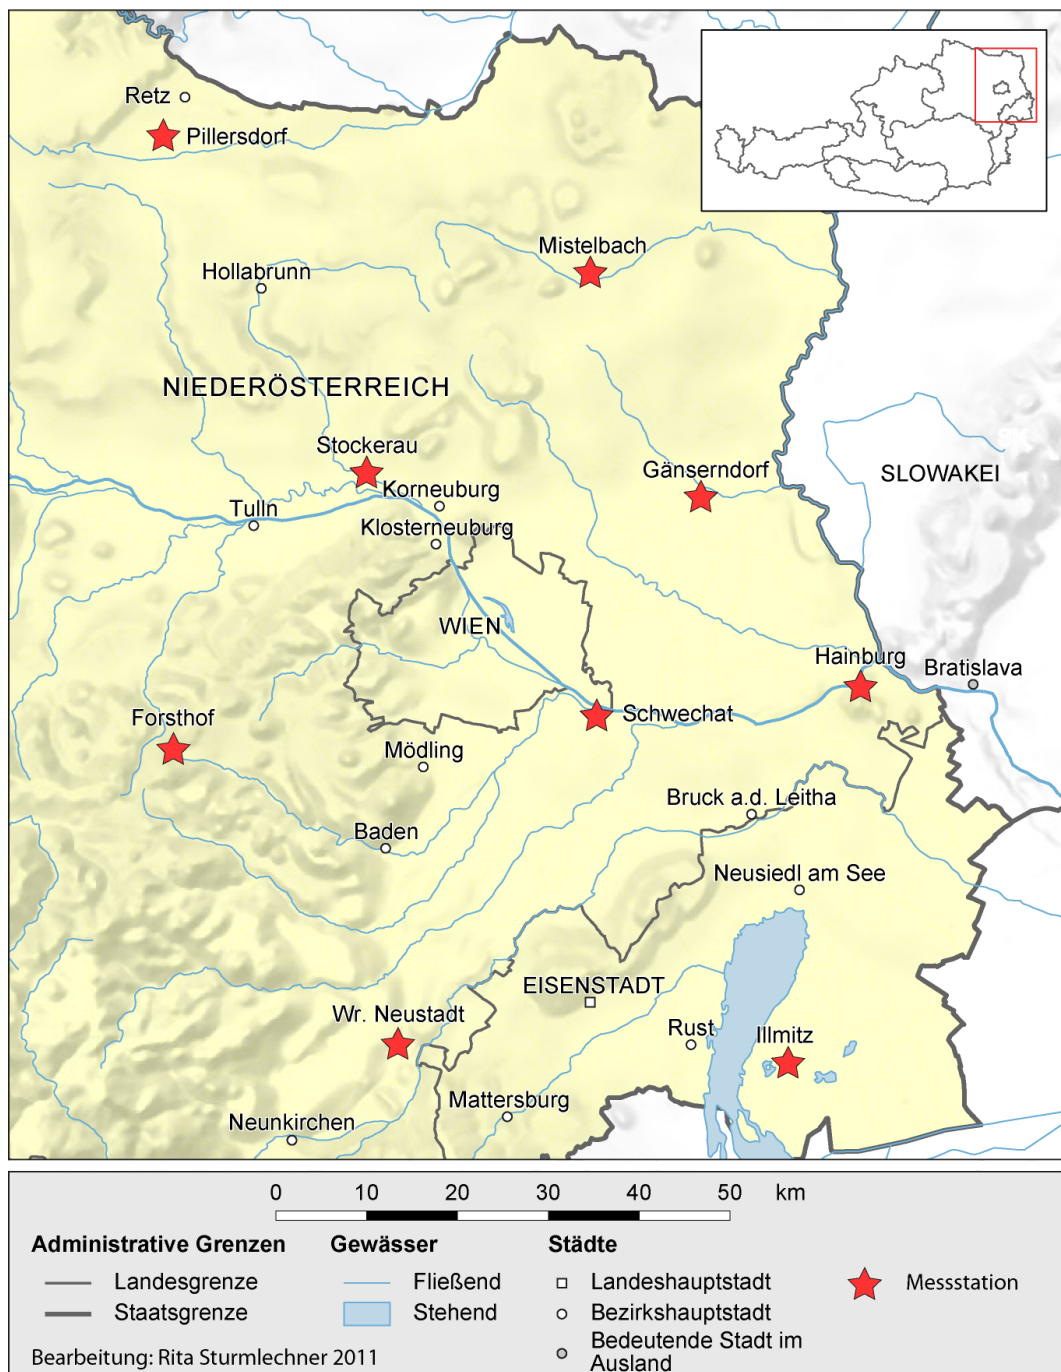 Retz
Pillersdorf
Mistelbach
Hollabrunn
NIEDERÖSTERREICH
Stockerau
Gänserndorf
SLOWAKEI
Korneuburg
Tulln
Klosterneuburg
WIEN
Hainburg
Bratislava
Forsthof
Schwechat
Mödling
Bruck a.d. Leitha
Baden
Neusiedl am See
EISENSTADT
Wr. Neustadt
Rust
Illmitz
Mattersburg
Neunkirchen
0 10 20 30 40 50 km
Administrative Grenzen
Landesgrenze
Staatsgrenze
Gewässer
Fließend
Stehend
Städte
Landeshauptstadt
Bezirkshauptstadt
Bedeutende Stadt im
Ausland
Messstation
Bearbeitung: Rita Sturmlechner 2011